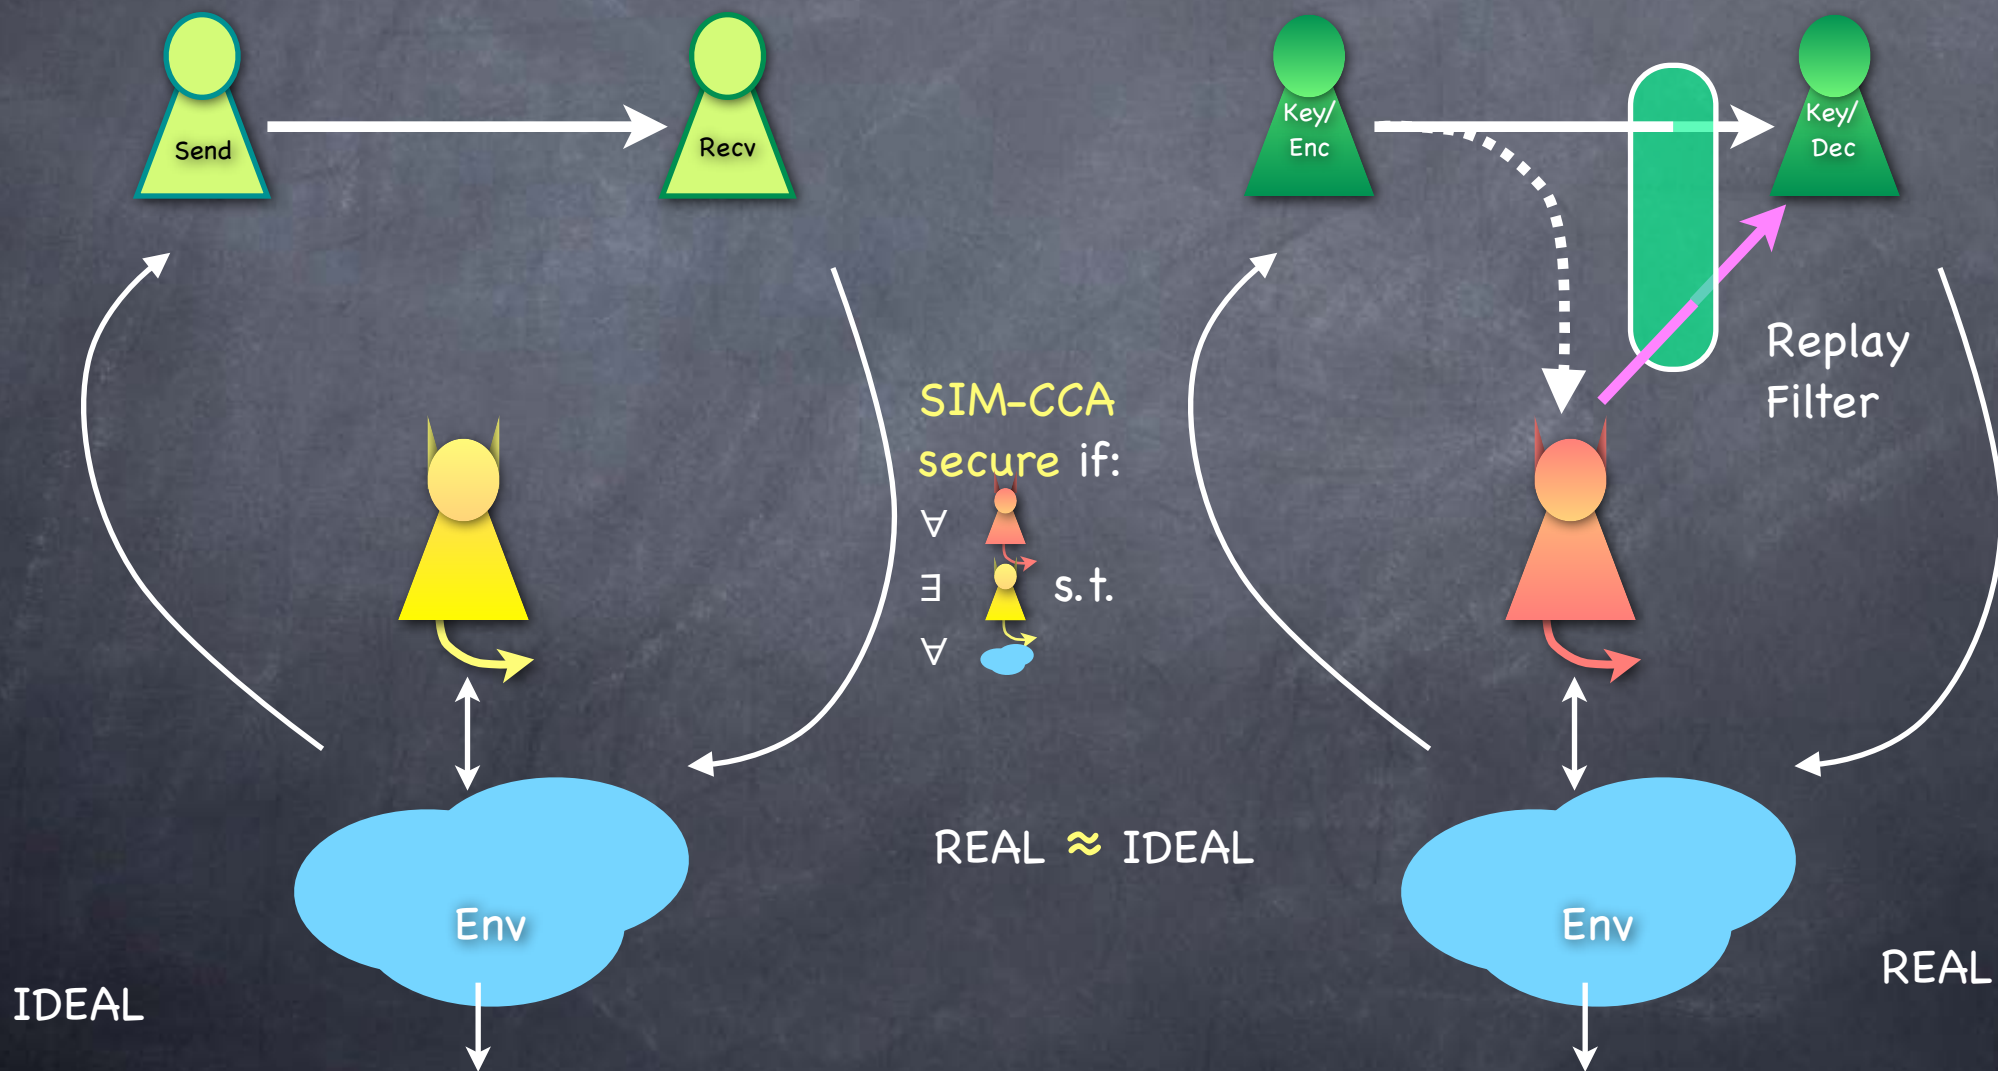 Send
Recv
Key/
Enc
Key/
Dec
Replay
Filter
SIM-CCA
secure if:
∀
∃ s.t.
∀
REAL ≈ IDEAL
Env
Env
IDEAL
REAL